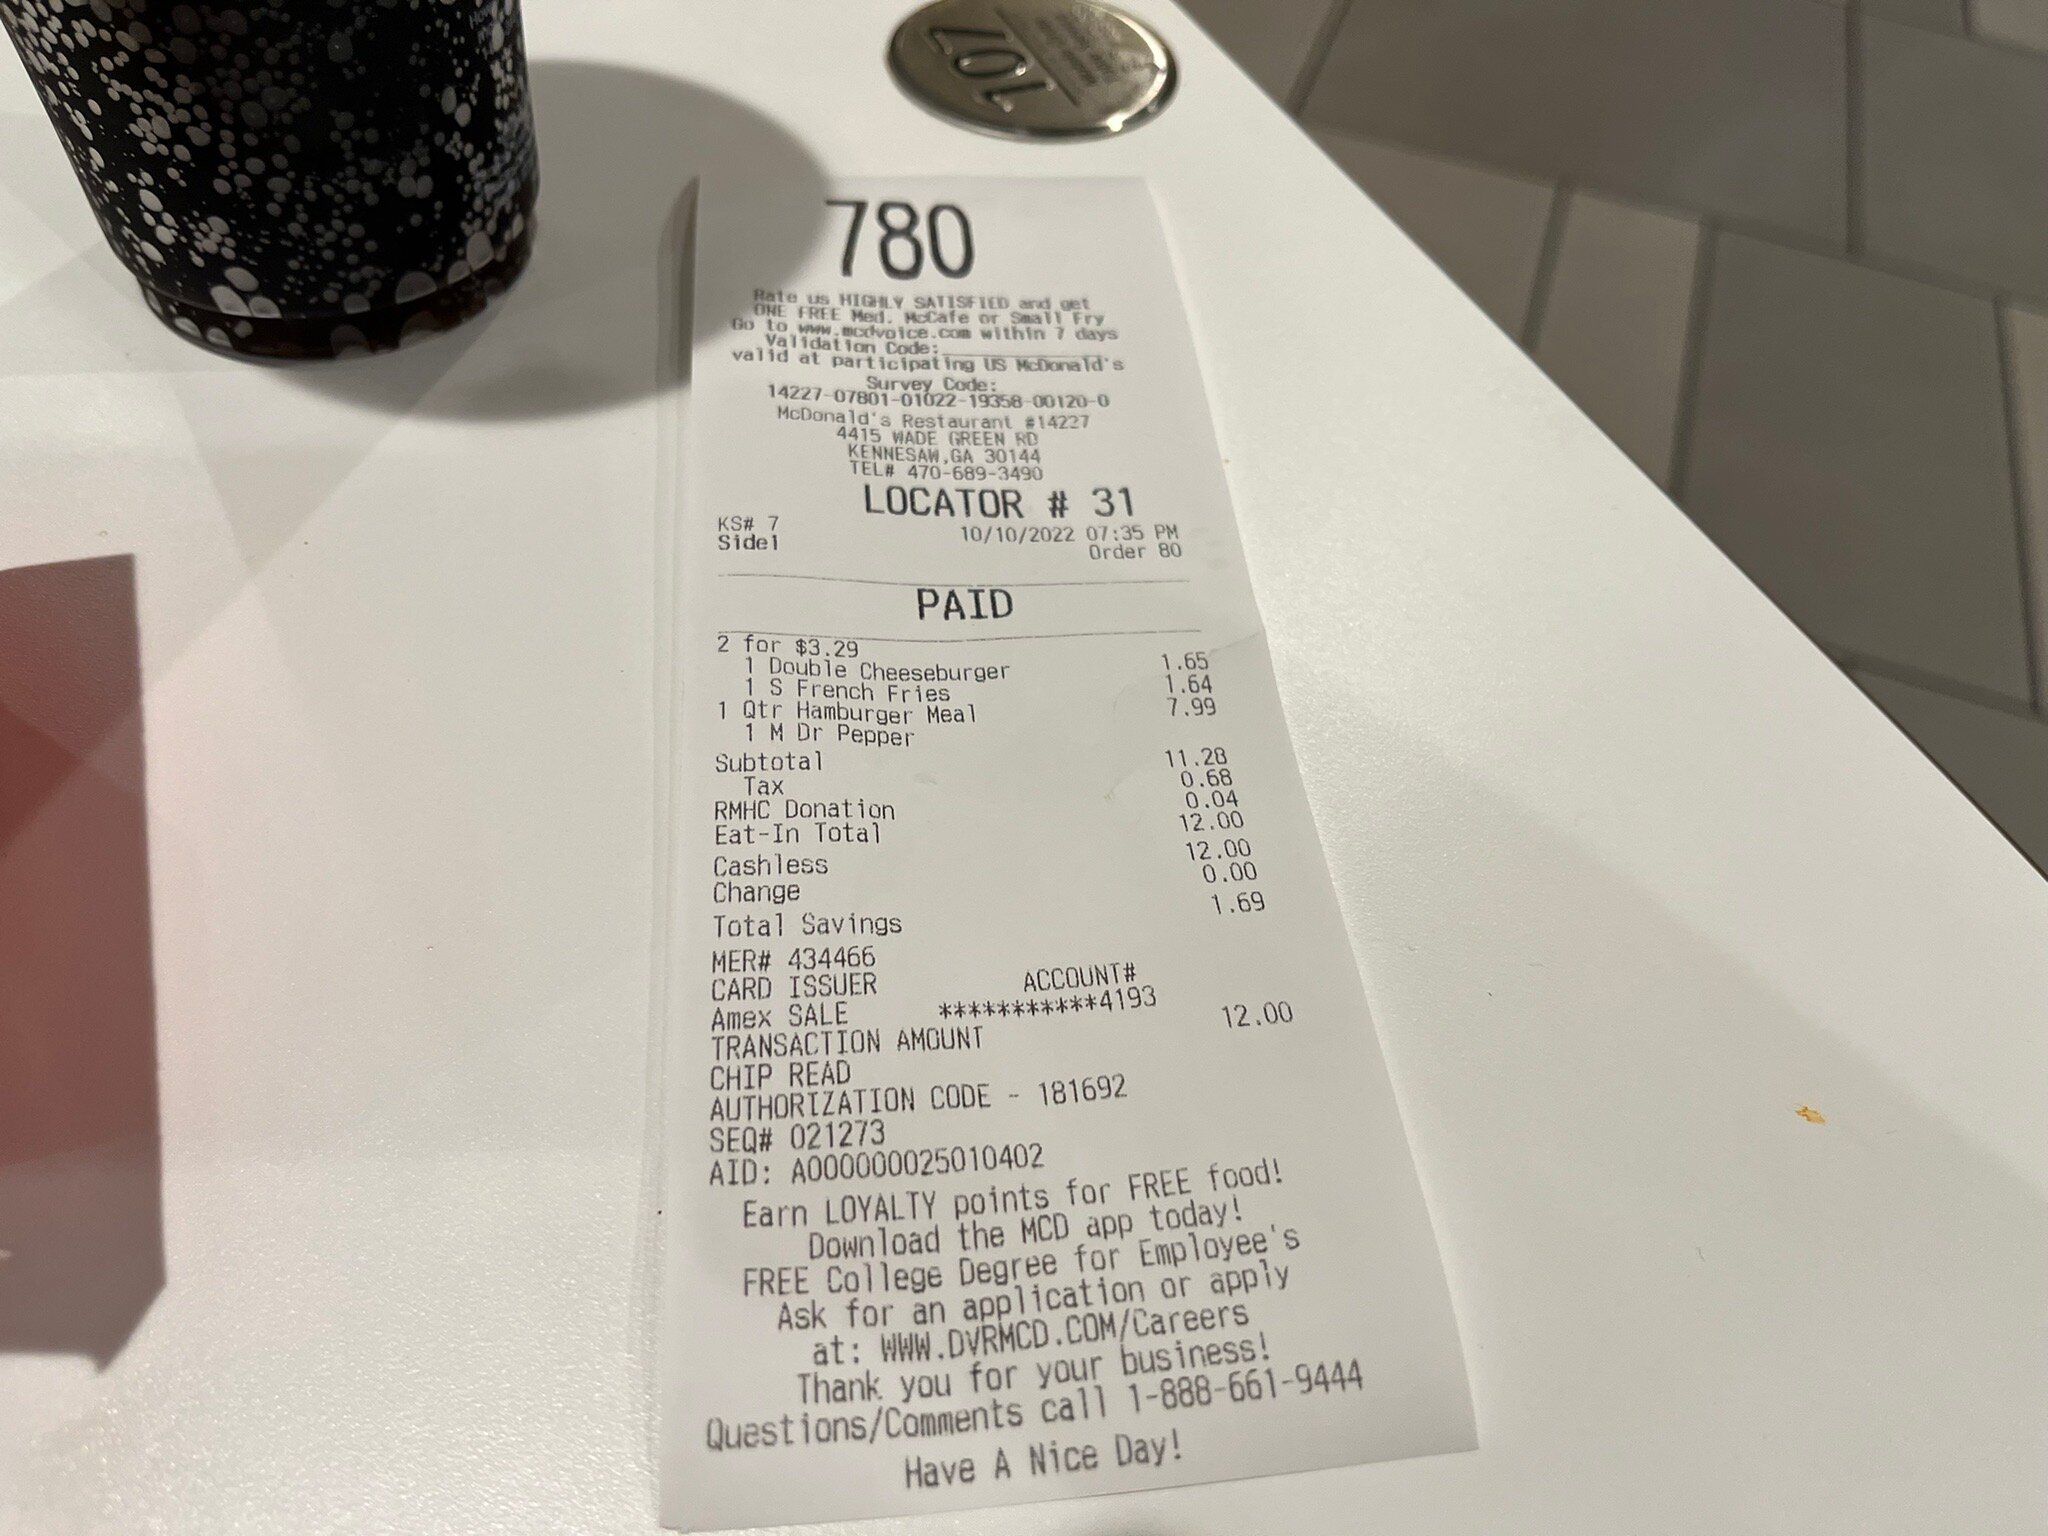 107
780
Rate us HIGHLY SATISFIED and get
ONE FREE Med. McCafe or Small Fry
Go to www.mcdvoice.com within 7 days
Validation Code:____________
valid at participating US McDonald's
Survey Code:
14227-07801-01022-19358-00120-0
McDonald's Restaurant #14227
4415 WADE GREEN RD
KENNESAW,GA 30144
TEL# 470-689-3490
LOCATOR # 31
KS# 7 10/10/2022 07:35 PM
Side1 Order 80
PAID
2 for $3.29
1 Double Cheeseburger 1.65
1 S French Fries 1.64
1 Qtr Hamburger Meal 7.99
1 M Dr Pepper
Subtotal 11.28
Tax 0.68
RMHC Donation 0.04
Eat-In Total 12.00
Cashless 12.00
Change 0.00
Total Savings 1.69
MER# 434466
CARD ISSUER ACCOUNT#
Amex SALE ***********4193
TRANSACTION AMOUNT 12.00
CHIP READ
AUTHORIZATION CODE - 181692
SEQ# 021273
AID: A000000025010402
Earn LOYALTY points for FREE food!
Download the MCD app today!
FREE College Degree for Employee's
Ask for an application or apply
at: WWW.DVRMCD.COM/Careers
Thank you for your business!
Questions/Comments call 1-888-661-9444
Have A Nice Day!